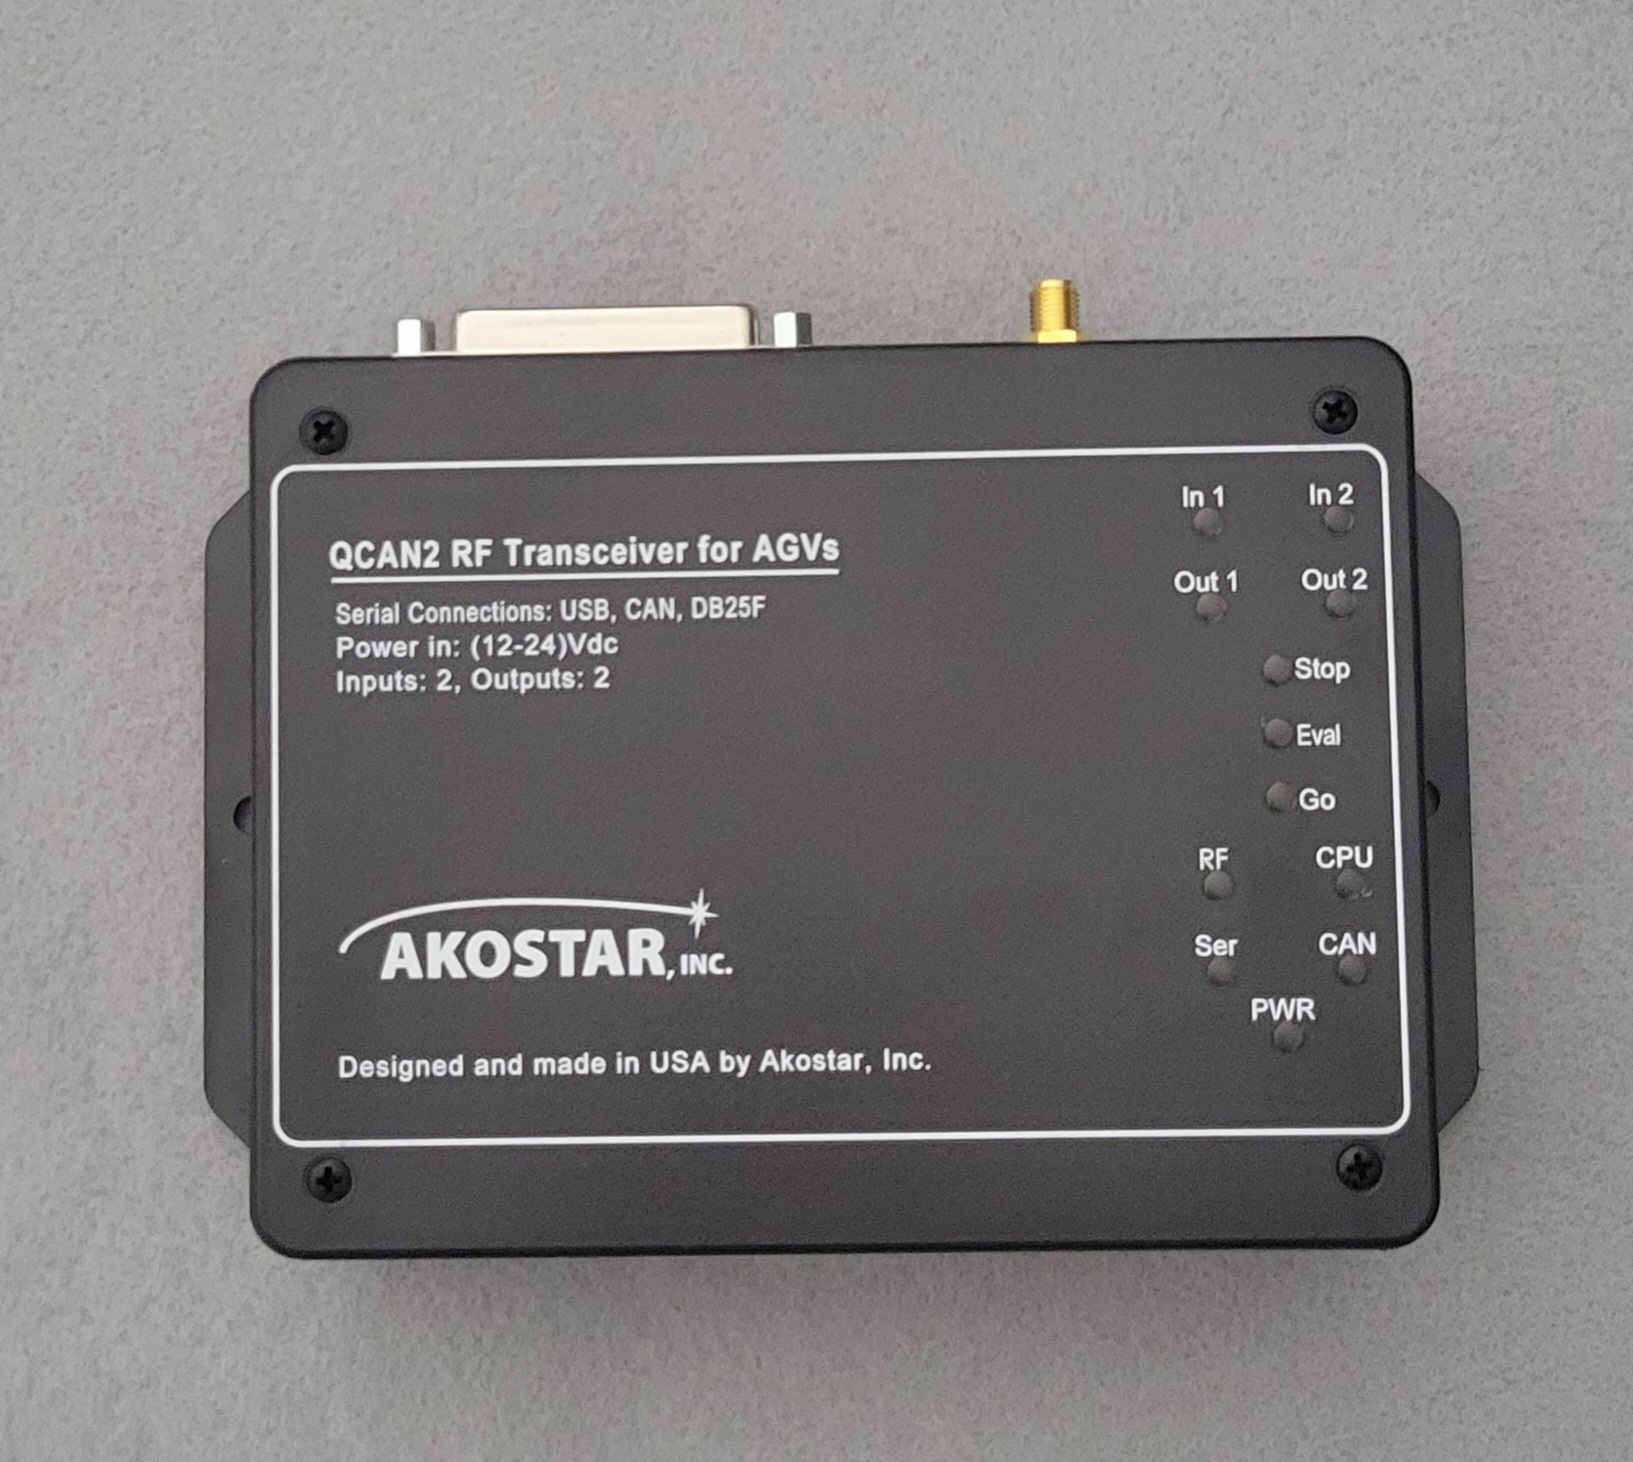 QCAN2 RF Transceiver for AGVs
Serial Connections: USB, CAN, DB25F
Power in: (12-24)Vdc
Inputs: 2, Outputs: 2
AKOSTAR, INC.
Designed and made in USA by Akostar, Inc.
In 1 In 2
Out 1 Out 2
Stop
Eval
Go
RF CPU
Ser CAN
PWR